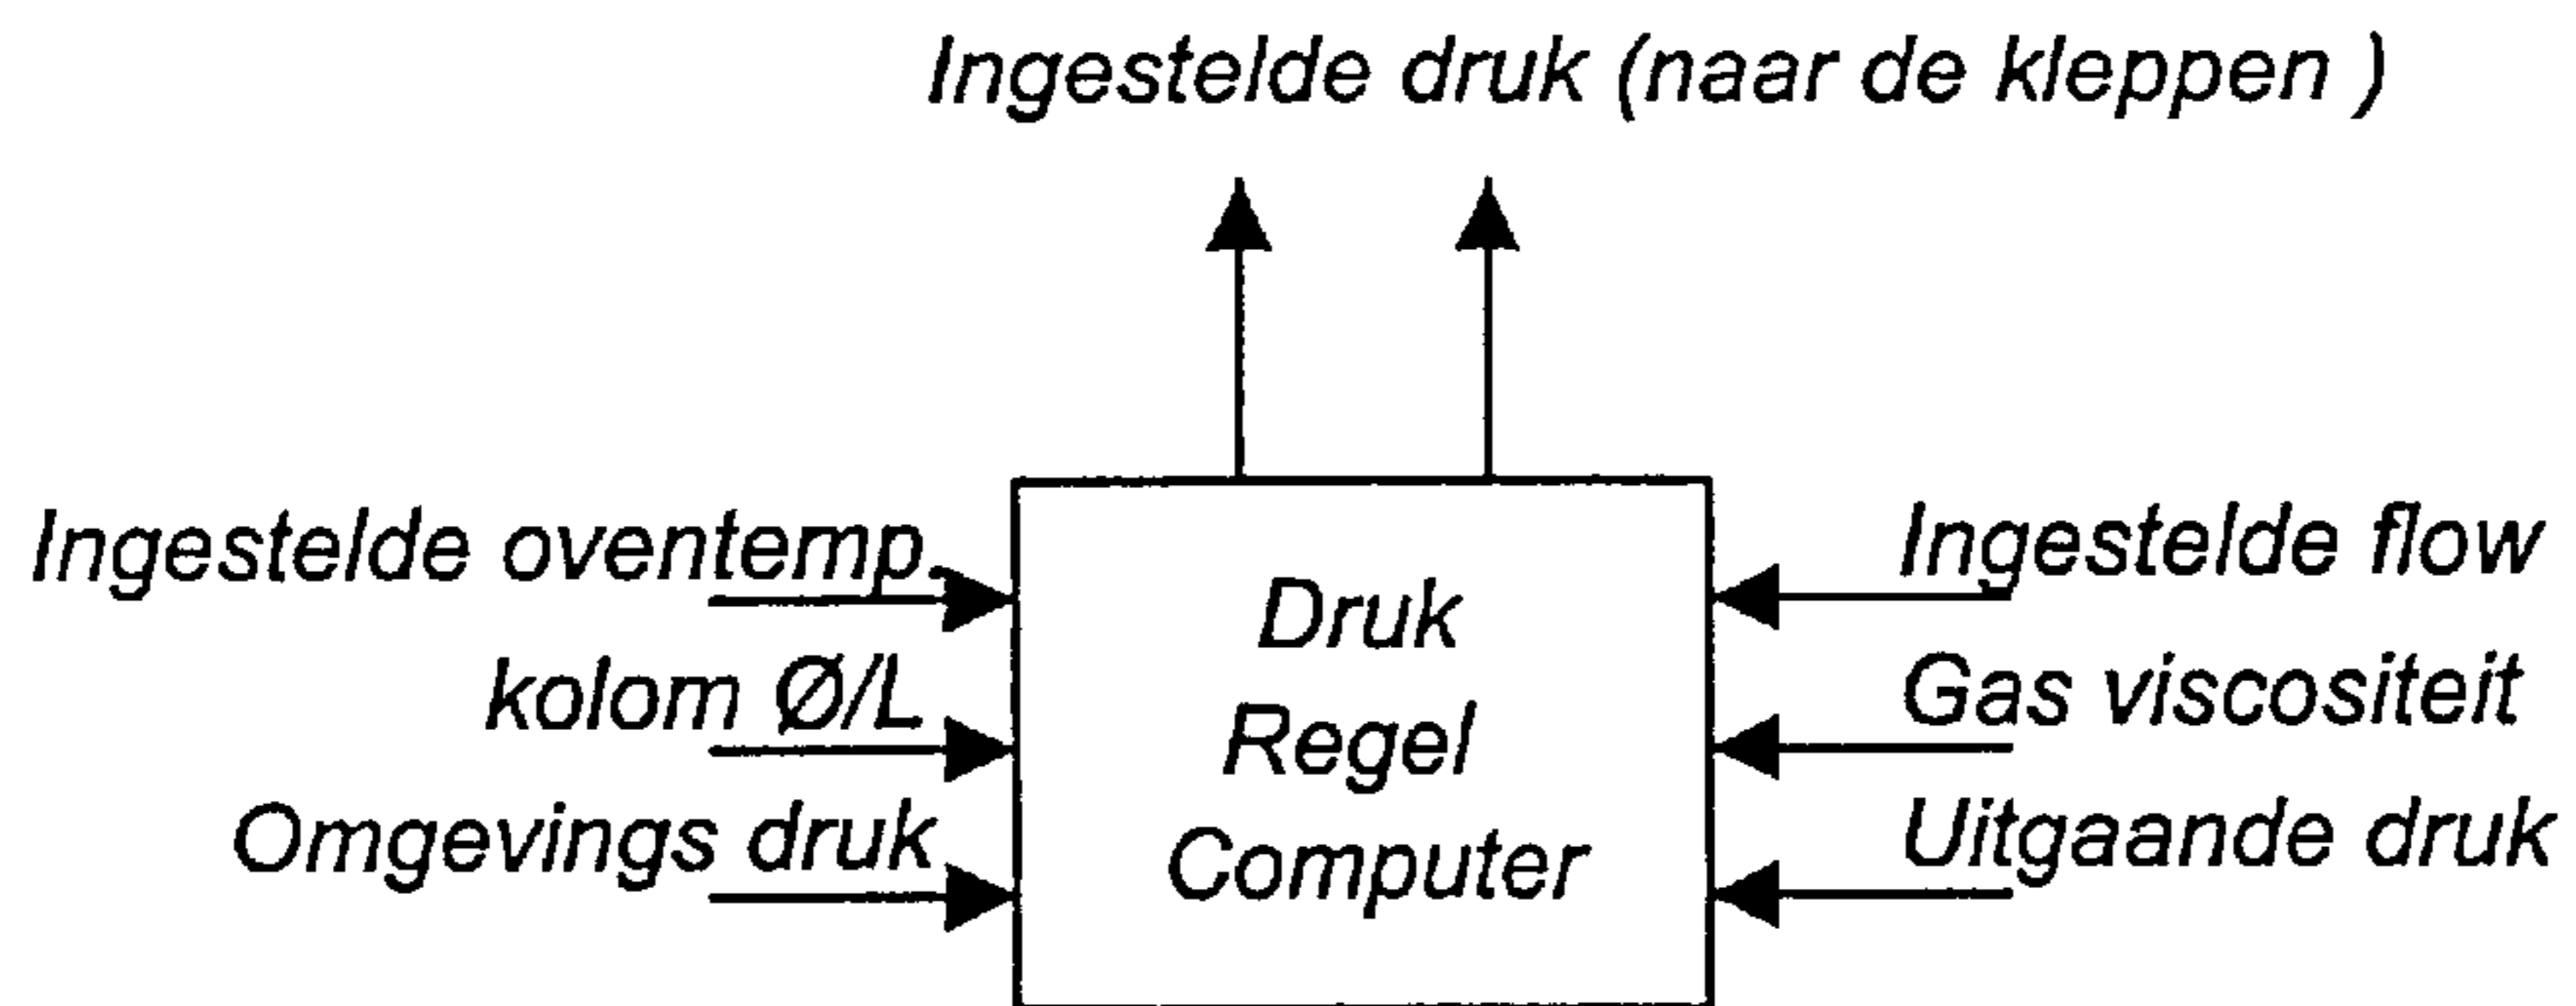 Ingestelde druk (naar de kleppen )
Ingestelde oventemp.
kolom Ø/L
Omgevings druk
Druk
Regel
Computer
Ingestelde flow
Gas viscositeit
Uitgaande druk